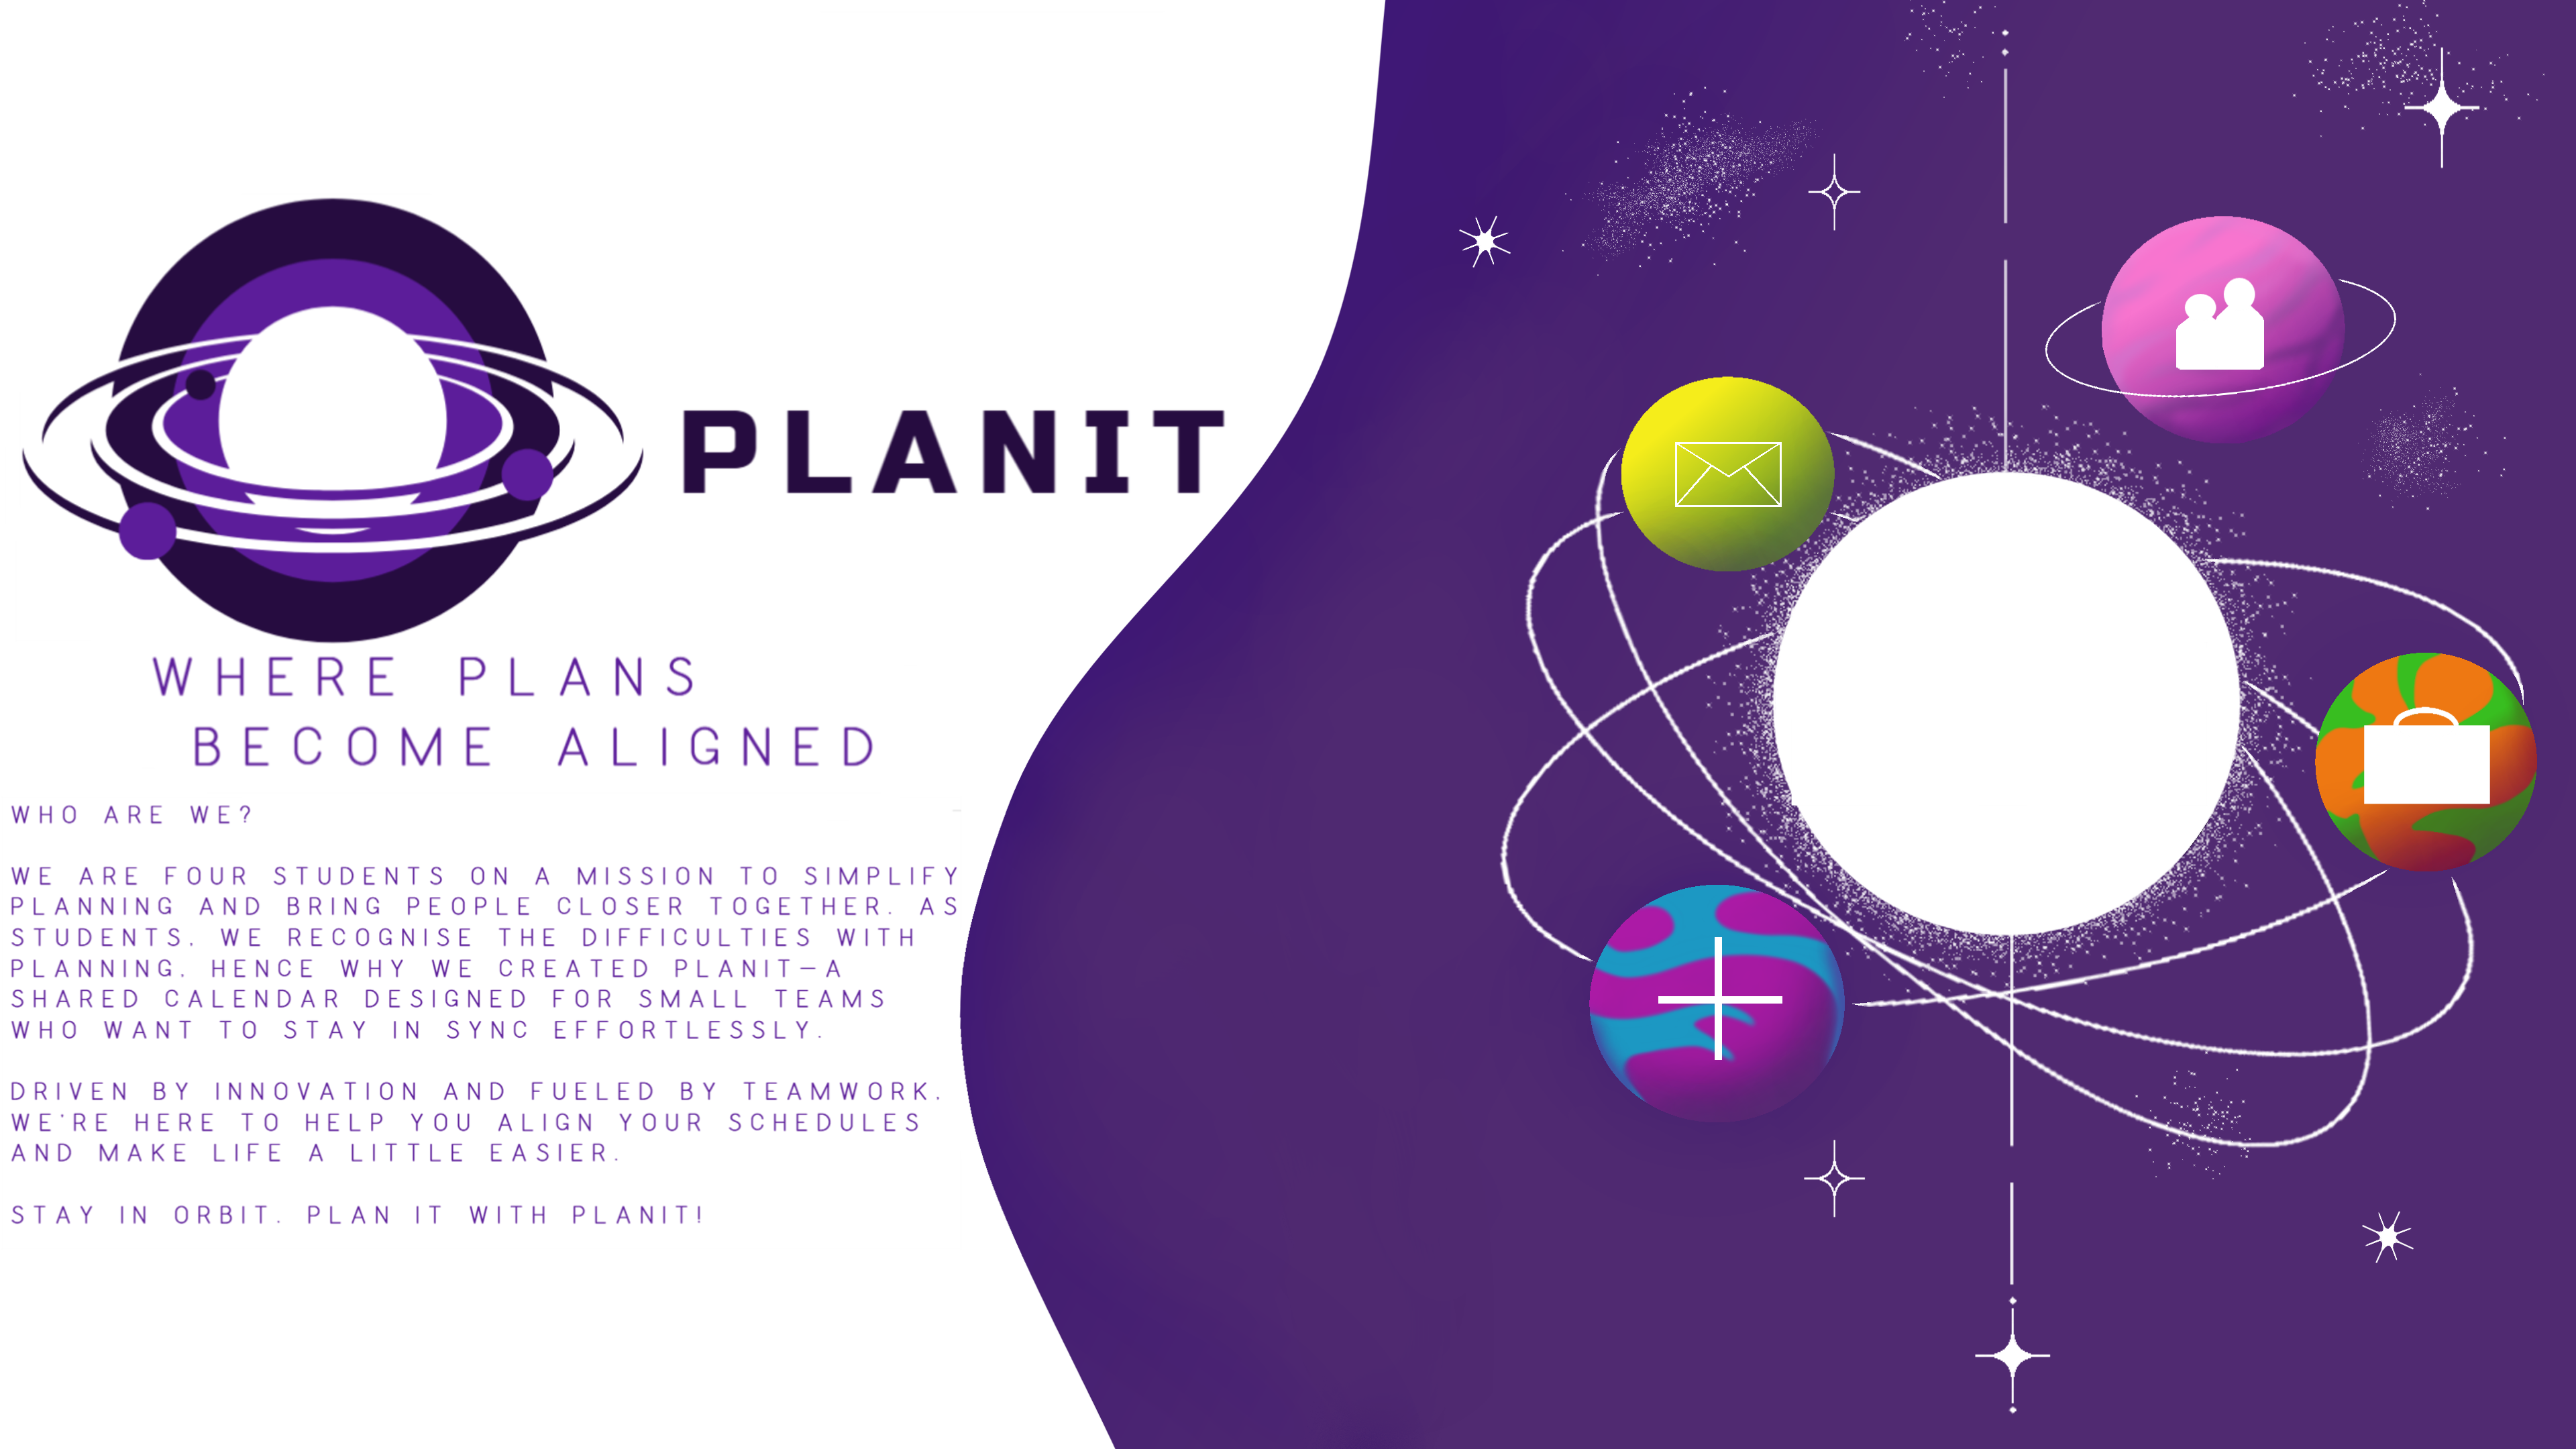 PLANIT
WHERE PLANS
BECOME ALIGNED
WHO ARE WE?
WE ARE FOUR STUDENTS ON A MISSION TO SIMPLIFY
PLANNING AND BRING PEOPLE CLOSER TOGETHER. AS
STUDENTS, WE RECOGNISE THE DIFFICULTIES WITH
PLANNING, HENCE WHY WE CREATED PLANIT—A
SHARED CALENDAR DESIGNED FOR SMALL TEAMS
WHO WANT TO STAY IN SYNC EFFORTLESSLY.
DRIVEN BY INNOVATION AND FUELED BY TEAMWORK,
WE'RE HERE TO HELP YOU ALIGN YOUR SCHEDULES
AND MAKE LIFE A LITTLE EASIER.
STAY IN ORBIT. PLAN IT WITH PLANIT!